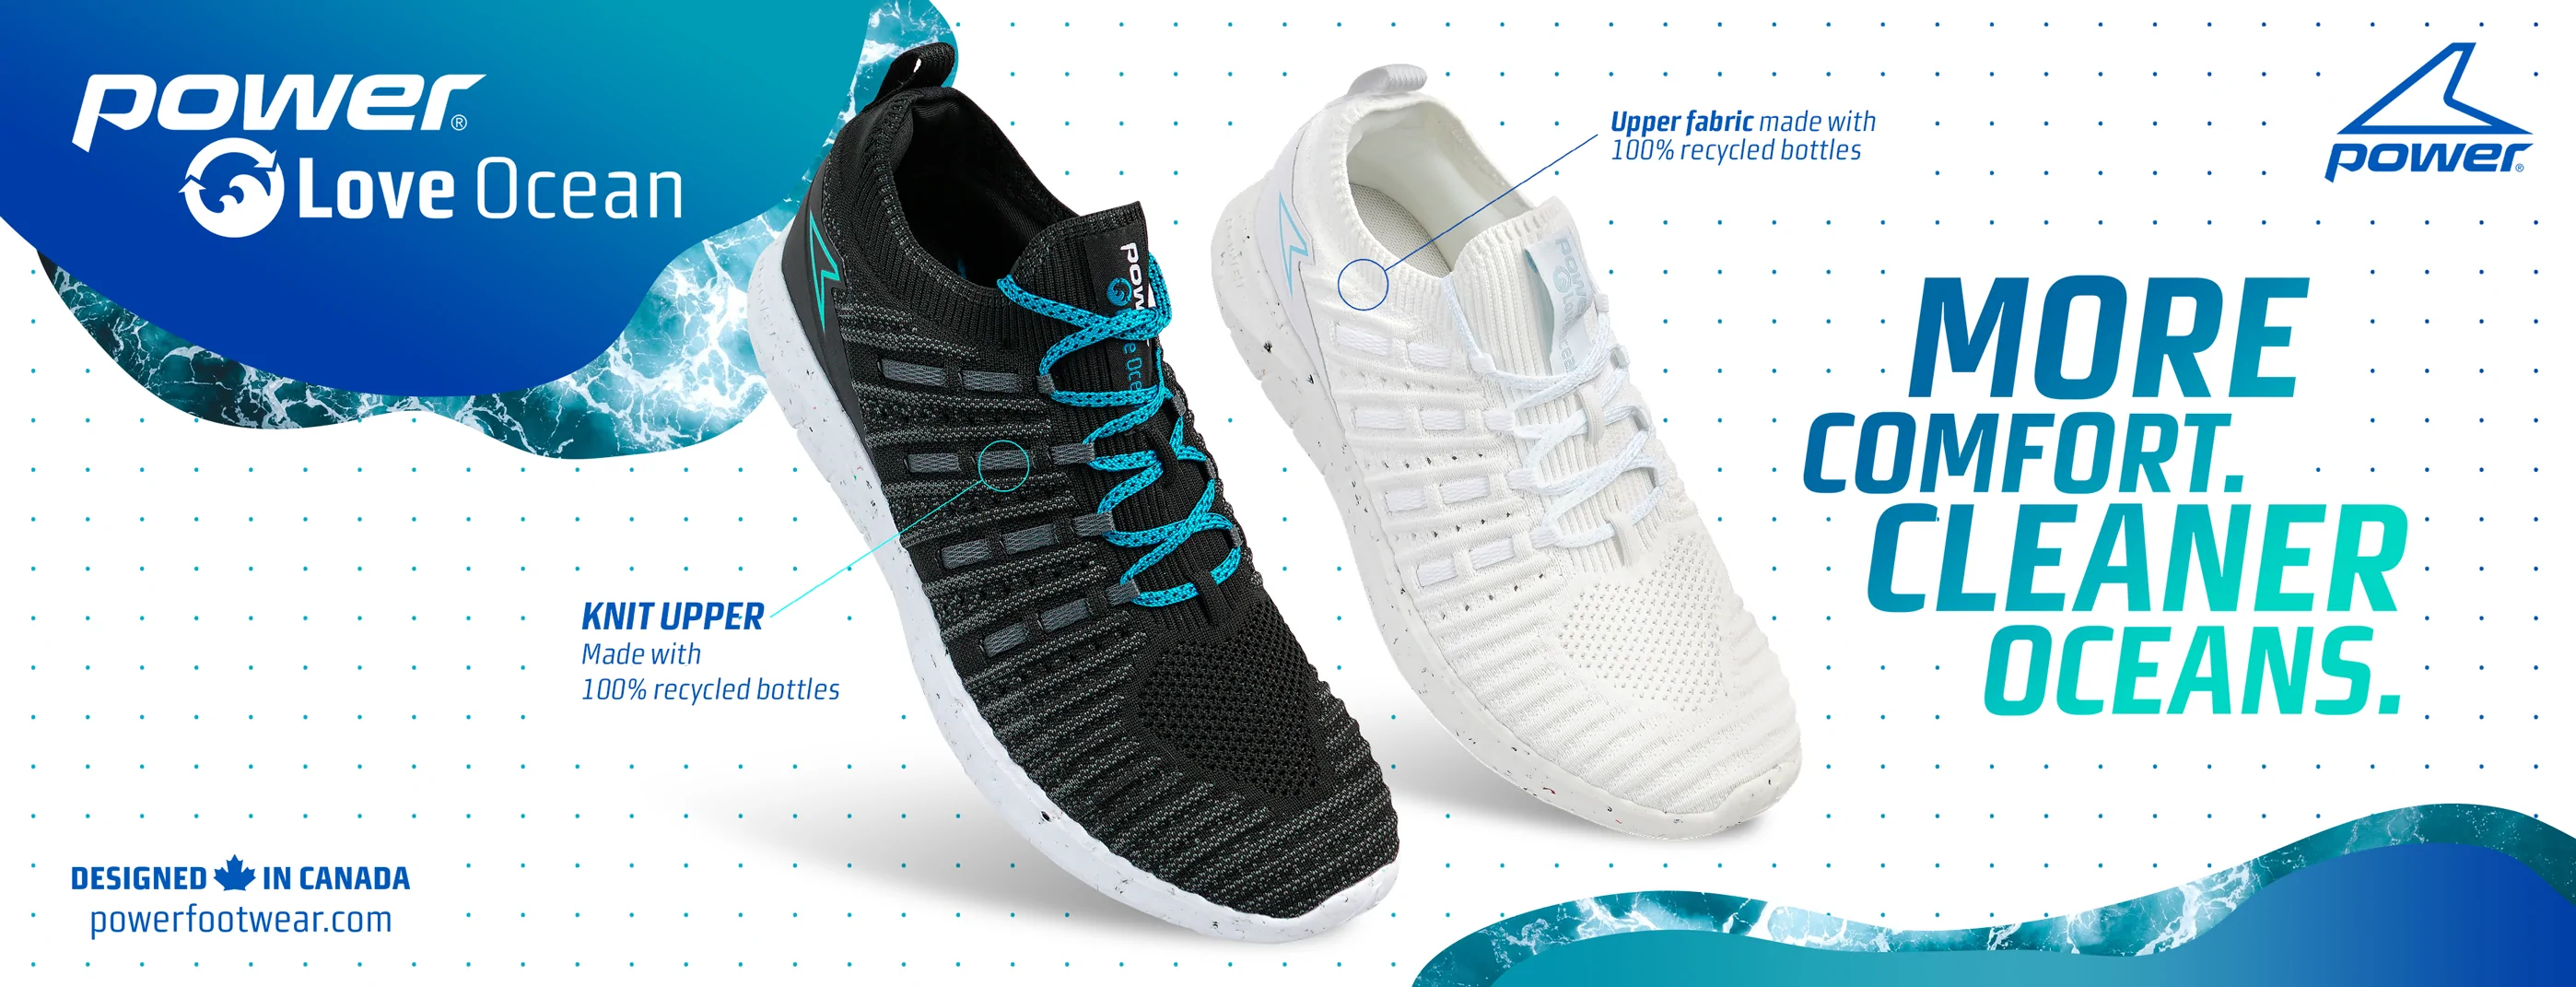 power®
Love Ocean
Upper fabric made with
100% recycled bottles
power®
MORE
COMFORT.
CLEANER
OCEANS.
KNIT UPPER
Made with
100% recycled bottles
DESIGNED IN CANADA
powerfootwear.com